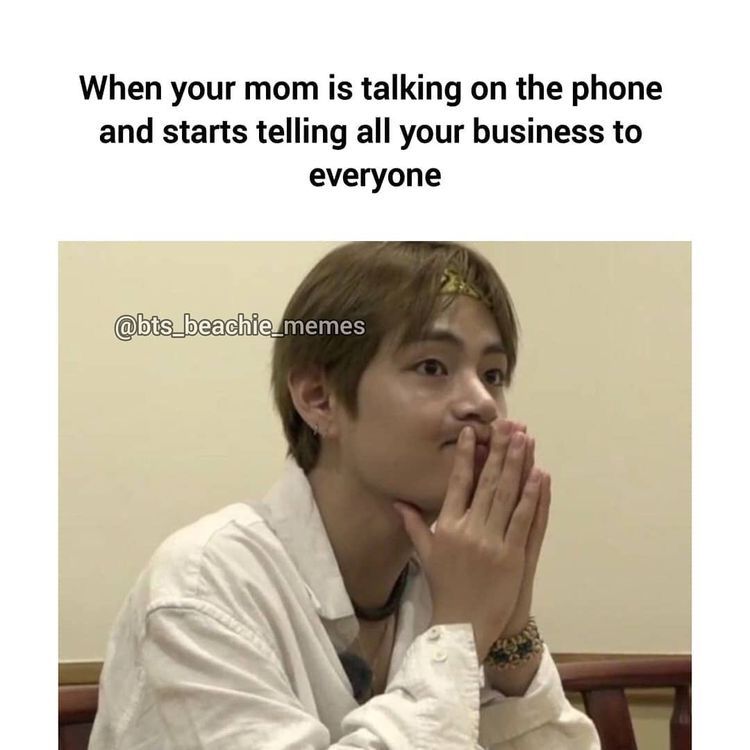 When your mom is talking on the phone
and starts telling all your business to
everyone
@bts_beachie_memes